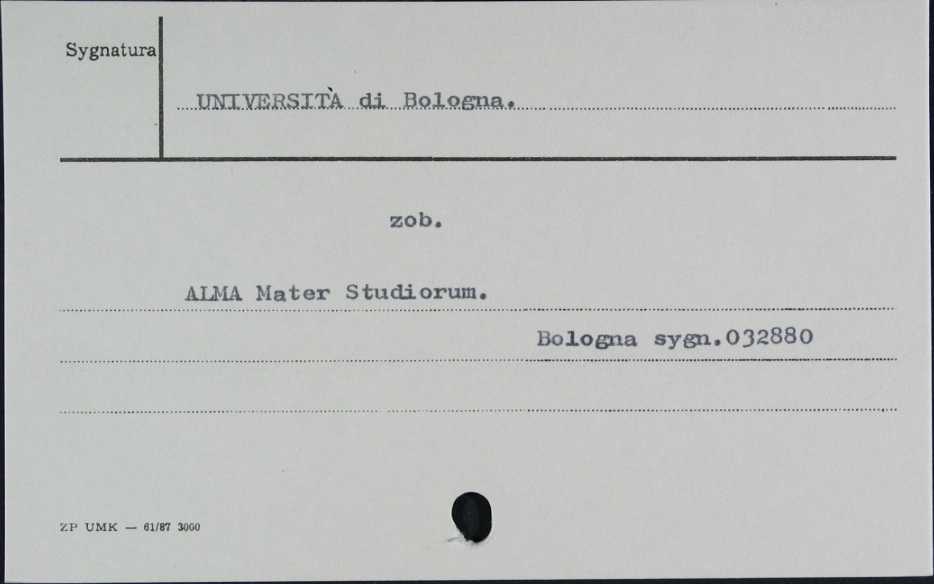 Sygnatura
UNIVERSITÀ di Bologna.
zob.
ALMA Mater Studiorum.
Bologna sygn.032880
ZP UMK — 61/87 3000